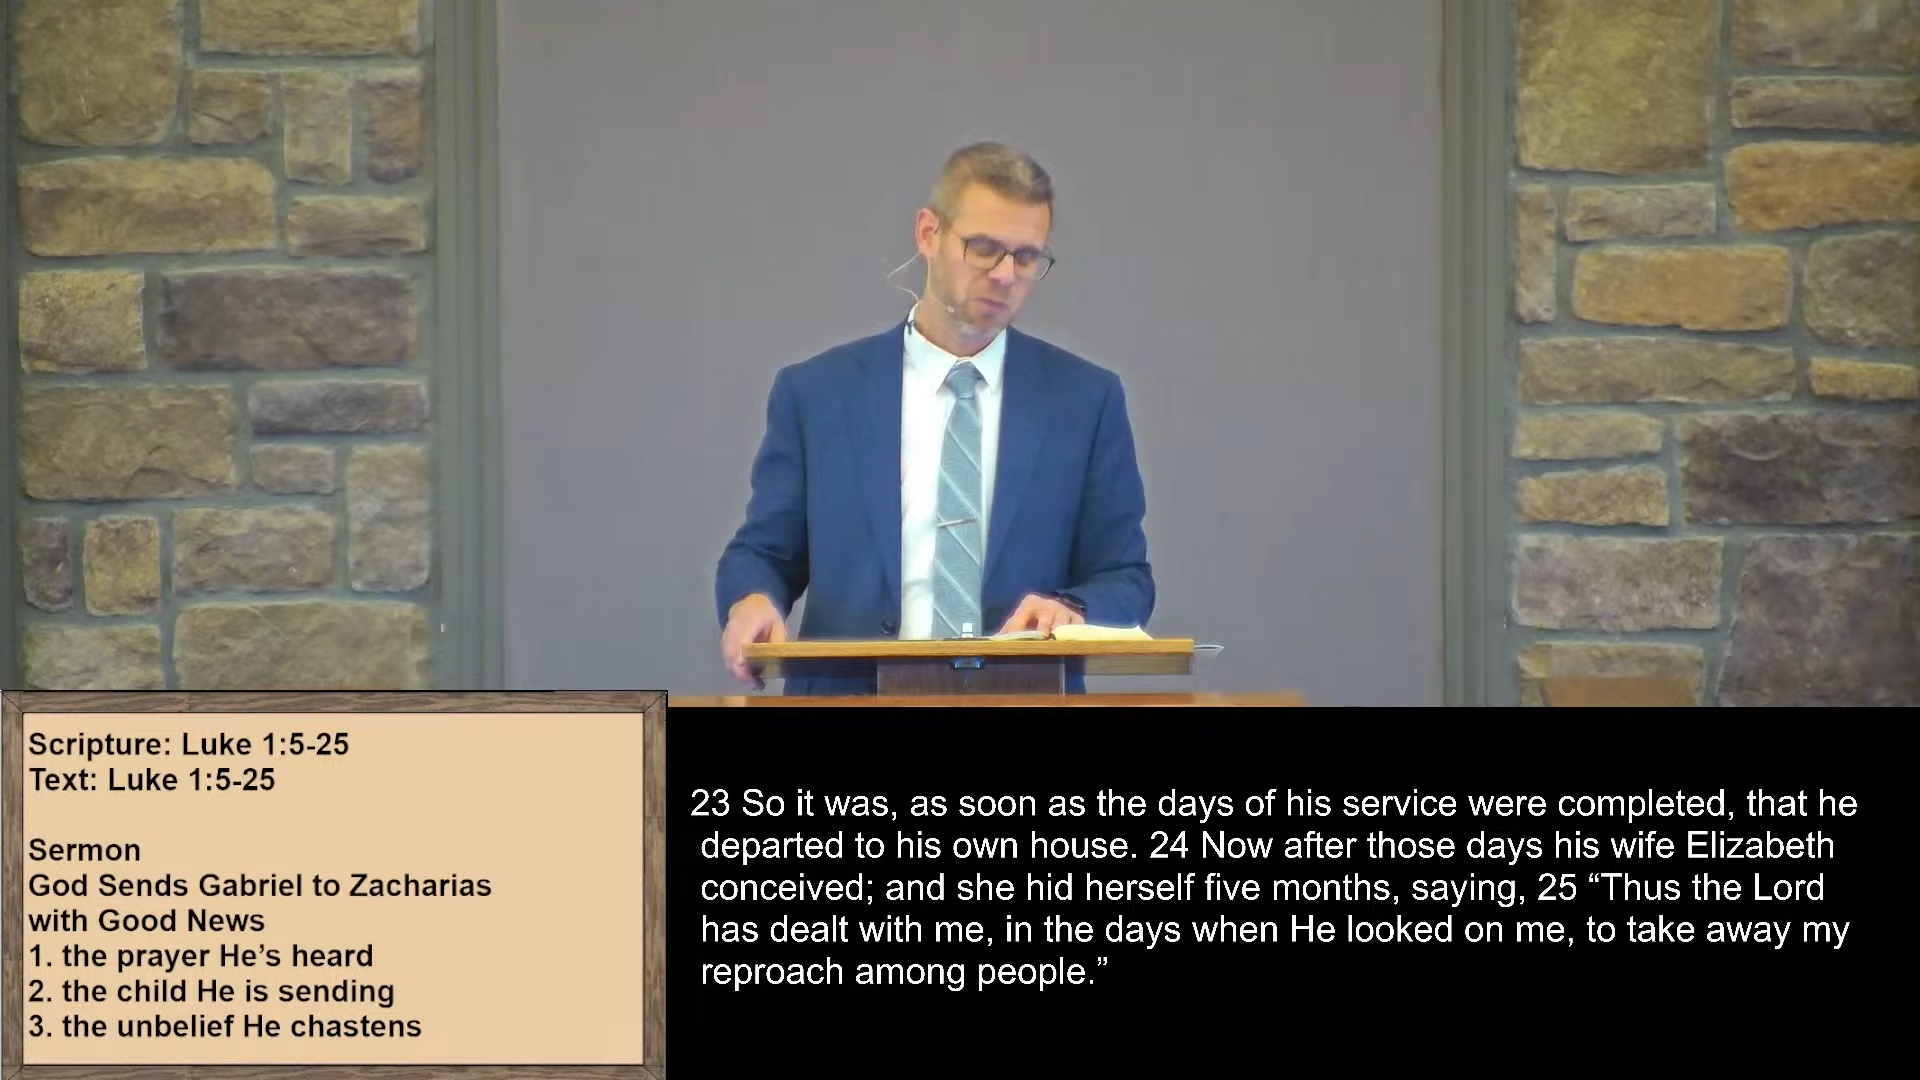 Scripture: Luke 1:5-25
Text: Luke 1:5-25
Sermon
God Sends Gabriel to Zacharias
with Good News
1. the prayer He’s heard
2. the child He is sending
3. the unbelief He chastens
23 So it was, as soon as the days of his service were completed, that he
departed to his own house. 24 Now after those days his wife Elizabeth
conceived; and she hid herself five months, saying, 25 “Thus the Lord
has dealt with me, in the days when He looked on me, to take away my
reproach among people.”